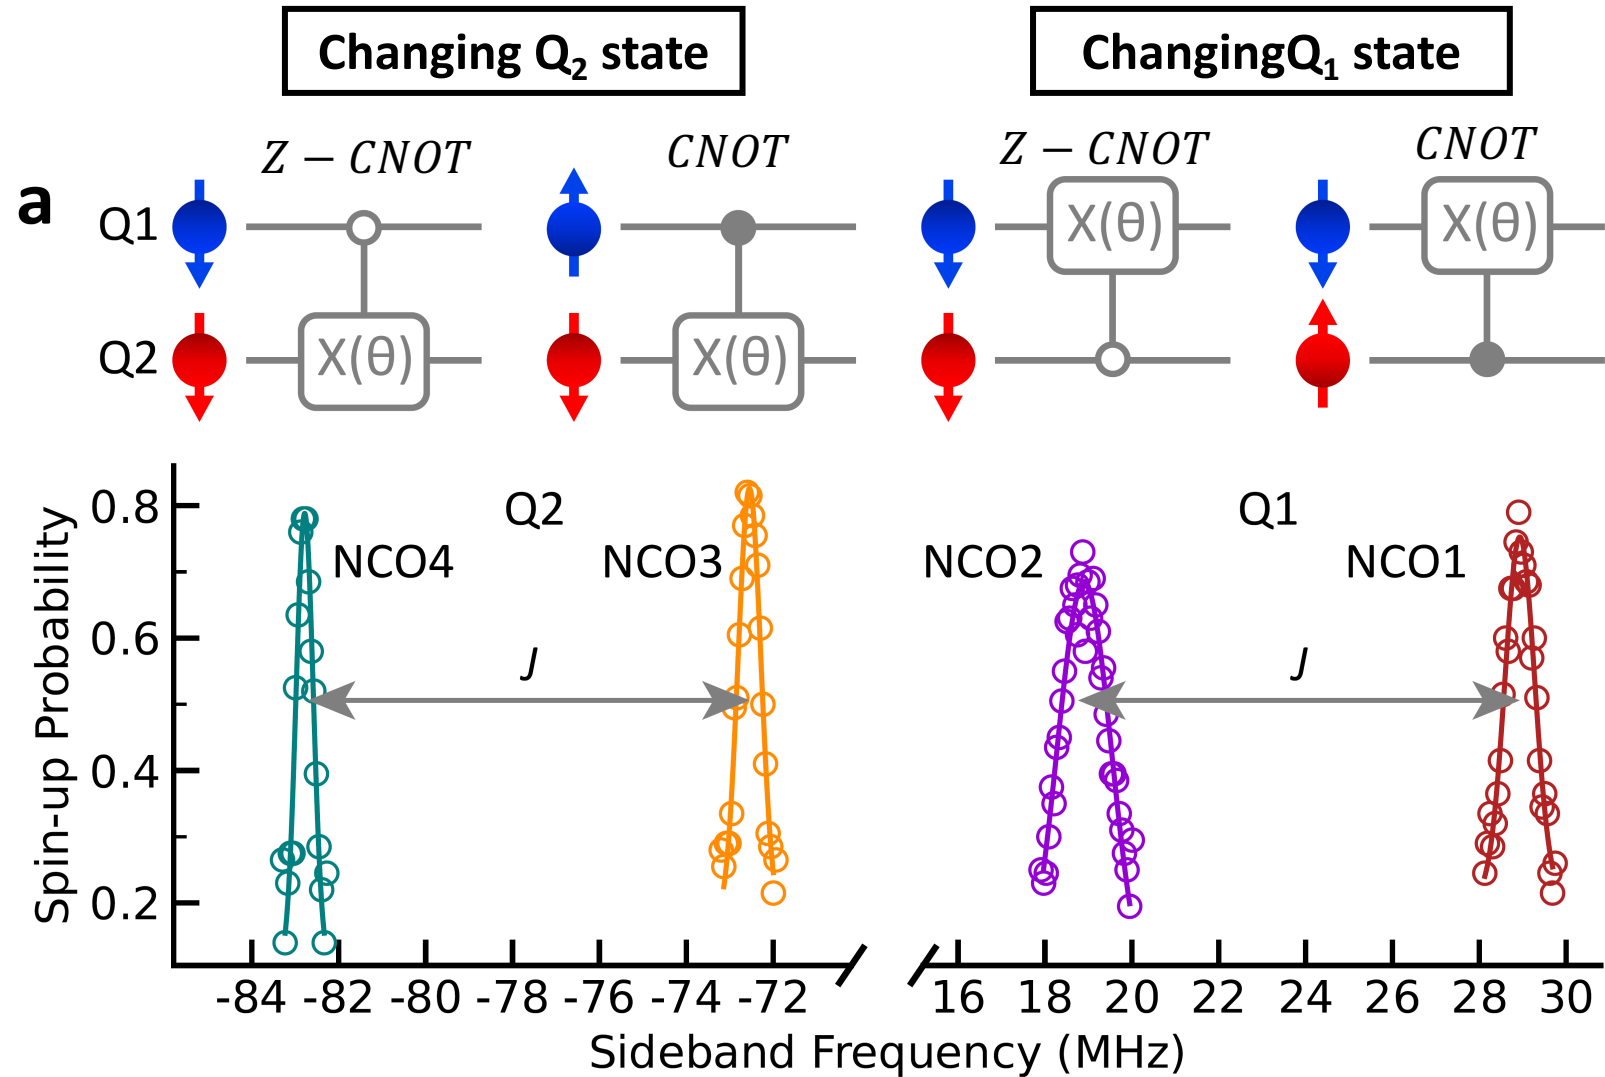 Changing Q₂ state
ChangingQ₁ state
a
Z − CNOT
CNOT
Z − CNOT
CNOT
Q1
X(θ)
X(θ)
Q2
X(θ)
X(θ)
Spin-up Probability
0.8
0.6
0.4
0.2
Q2
NCO4
NCO3
J
Q1
NCO2
NCO1
J
-84 -82 -80 -78 -76 -74 -72 16 18 20 22 24 26 28 30
Sideband Frequency (MHz)